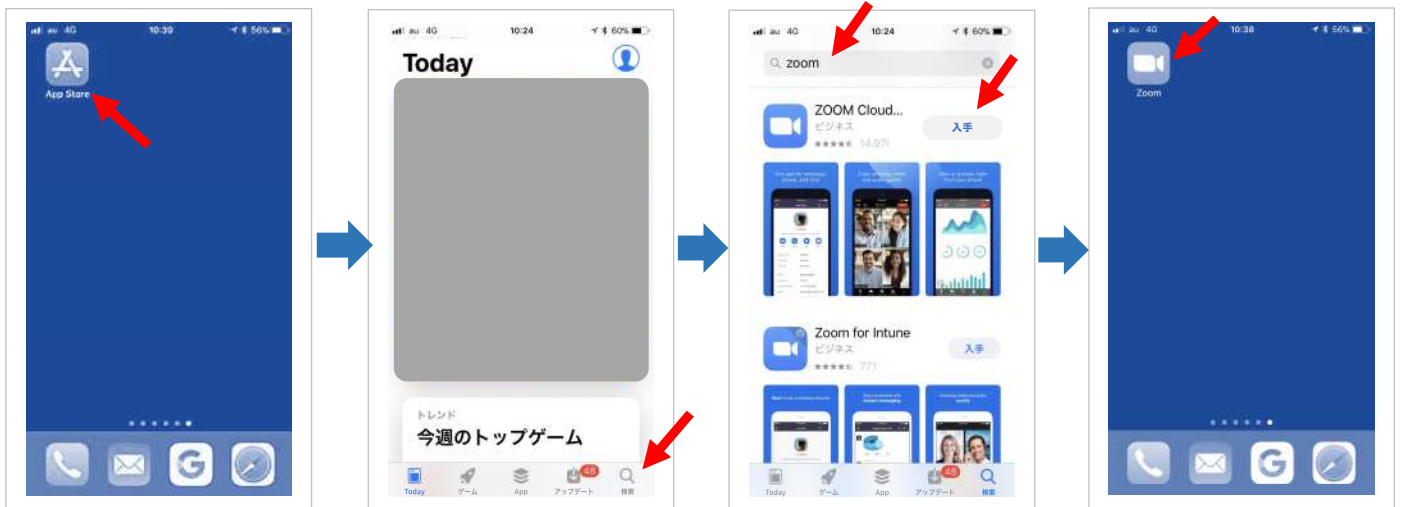 au 4G 10:39 56%
App Store
au 4G 10:24 60%
Today
トレンド
今週のトップゲーム
48
Today ゲーム App アップデート 検索
au 4G 10:24 60%
zoom
ZOOM Cloud...
ビジネス
14,971
入手
Zoom for Intune
ビジネス
771
入手
48
Today ゲーム App アップデート 検索
au 4G 10:38 56%
Zoom
G
G